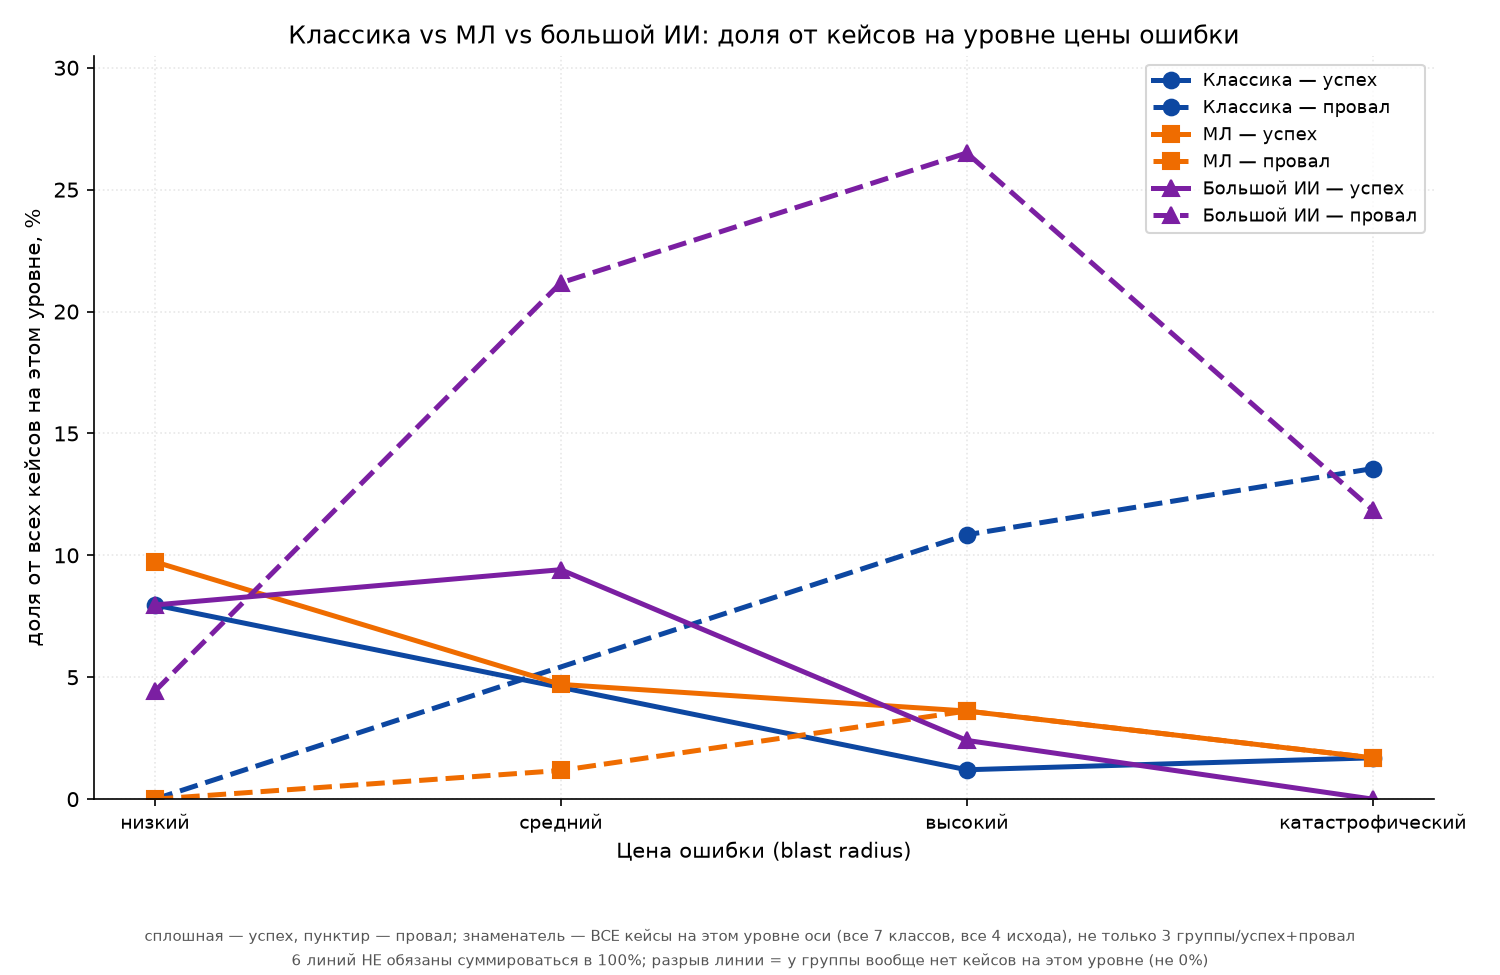 Классика vs МЛ vs большой ИИ: доля от кейсов на уровне цены ошибки
доля от всех кейсов на этом уровне, %
30
25
20
15
10
5
0
Классика — успех
Классика — провал
МЛ — успех
МЛ — провал
Большой ИИ — успех
Большой ИИ — провал
низкий
средний
высокий
катастрофический
Цена ошибки (blast radius)
сплошная — успех, пунктир — провал; знаменатель — ВСЕ кейсы на этом уровне оси (все 7 классов, все 4 исхода), не только 3 группы/успех+провал
6 линий НЕ обязаны суммироваться в 100%; разрыв линии = у группы вообще нет кейсов на этом уровне (не 0%)